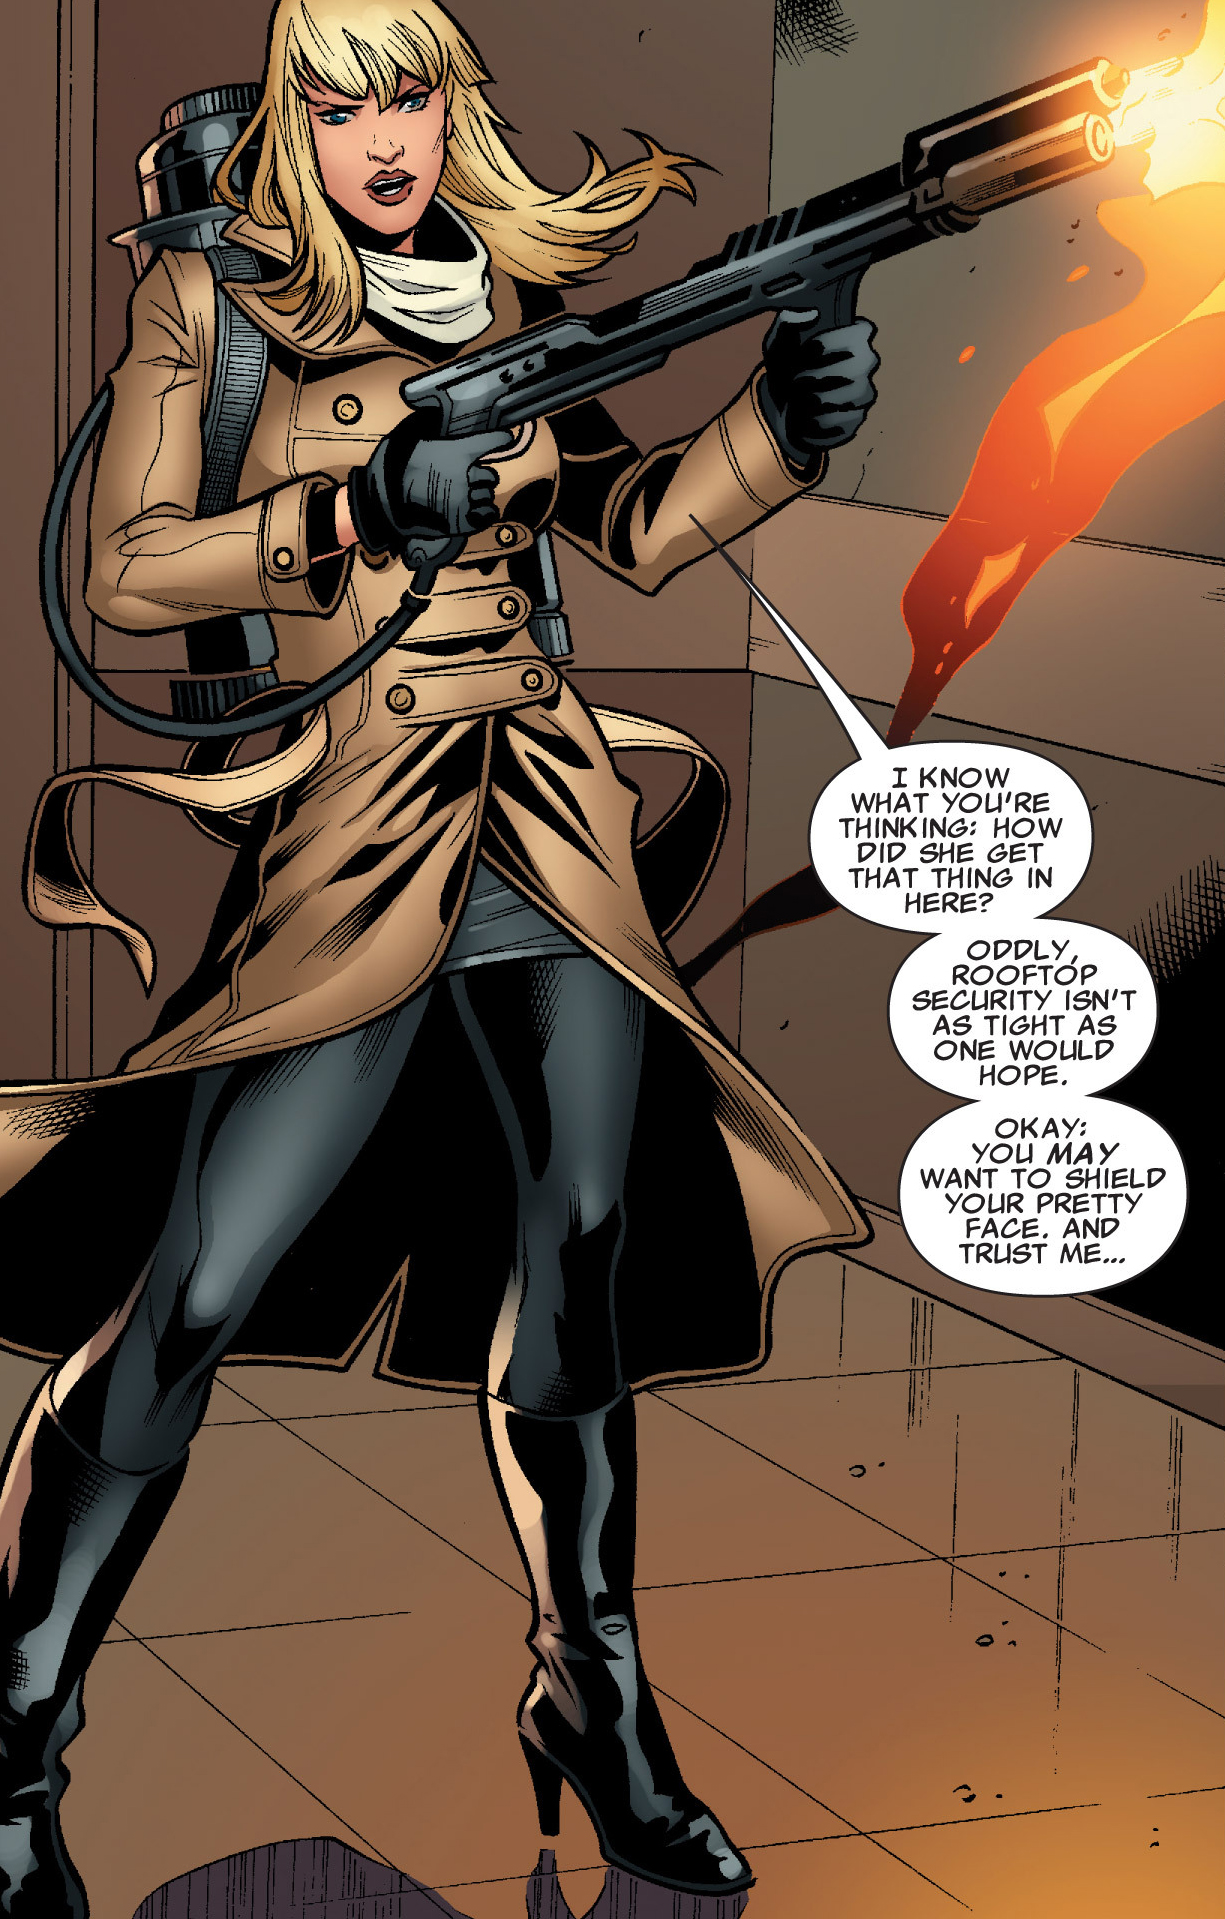 I KNOW
WHAT YOU'RE
THINKING: HOW
DID SHE GET
THAT THING IN
HERE?
ODDLY,
ROOFTOP
SECURITY ISN'T
AS TIGHT AS
ONE WOULD
HOPE.
OKAY:
YOU MAY
WANT TO SHIELD
YOUR PRETTY
FACE. AND
TRUST ME...